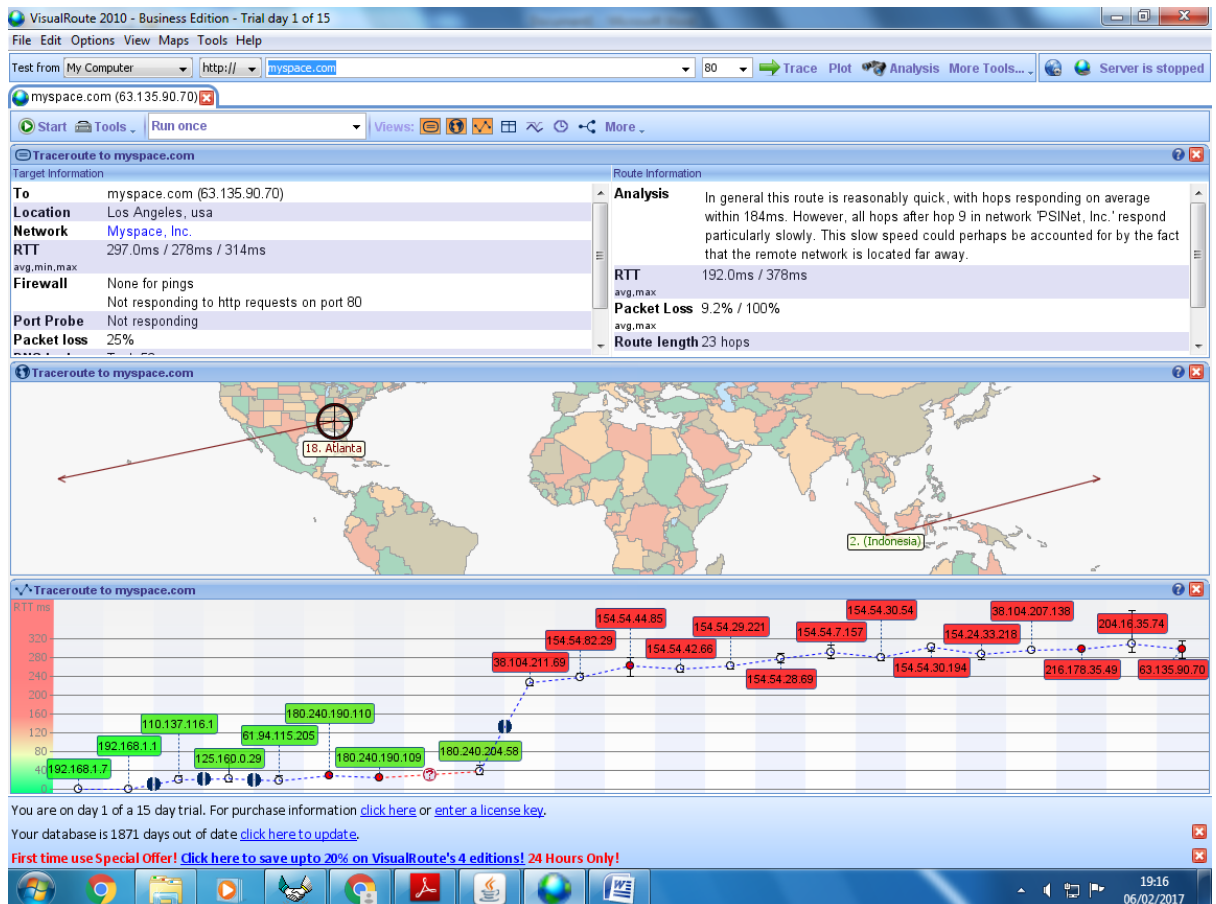 VisualRoute 2010 - Business Edition - Trial day 1 of 15
File Edit Options View Maps Tools Help
Test from My Computer http:// myspace.com 80 Trace Plot Analysis More Tools... Server is stopped
myspace.com (63.135.90.70)
Start Tools Run once Views: More
Traceroute to myspace.com
Target Information
To myspace.com (63.135.90.70)
Location Los Angeles, usa
Network Myspace, Inc.
RTT 297.0ms / 278ms / 314ms
avg,min,max
Firewall None for pings
Not responding to http requests on port 80
Port Probe Not responding
Packet loss 25%
Route Information
Analysis In general this route is reasonably quick, with hops responding on average
within 184ms. However, all hops after hop 9 in network 'PSINet, Inc.' respond
particularly slowly. This slow speed could perhaps be accounted for by the fact
that the remote network is located far away.
RTT 192.0ms / 378ms
avg,max
Packet Loss 9.2% / 100%
avg,max
Route length 23 hops
Traceroute to myspace.com
18. Atlanta
2. (Indonesia)
Traceroute to myspace.com
RTT ms
320
280
240
200
160
120
80
40
0
192.168.1.7
192.168.1.1
110.137.116.1
125.160.0.29
61.94.115.205
180.240.190.110
180.240.190.109
180.240.204.58
38.104.211.69
154.54.82.29
154.54.44.85
154.54.42.66
154.54.29.221
154.54.28.69
154.54.7.157
154.54.30.54
154.54.30.194
154.24.33.218
38.104.207.138
216.178.35.49
204.16.35.74
63.135.90.70
You are on day 1 of a 15 day trial. For purchase information click here or enter a license key.
Your database is 1871 days out of date click here to update.
First time use Special Offer! Click here to save upto 20% on VisualRoute's 4 editions! 24 Hours Only!
19:16
06/02/2017